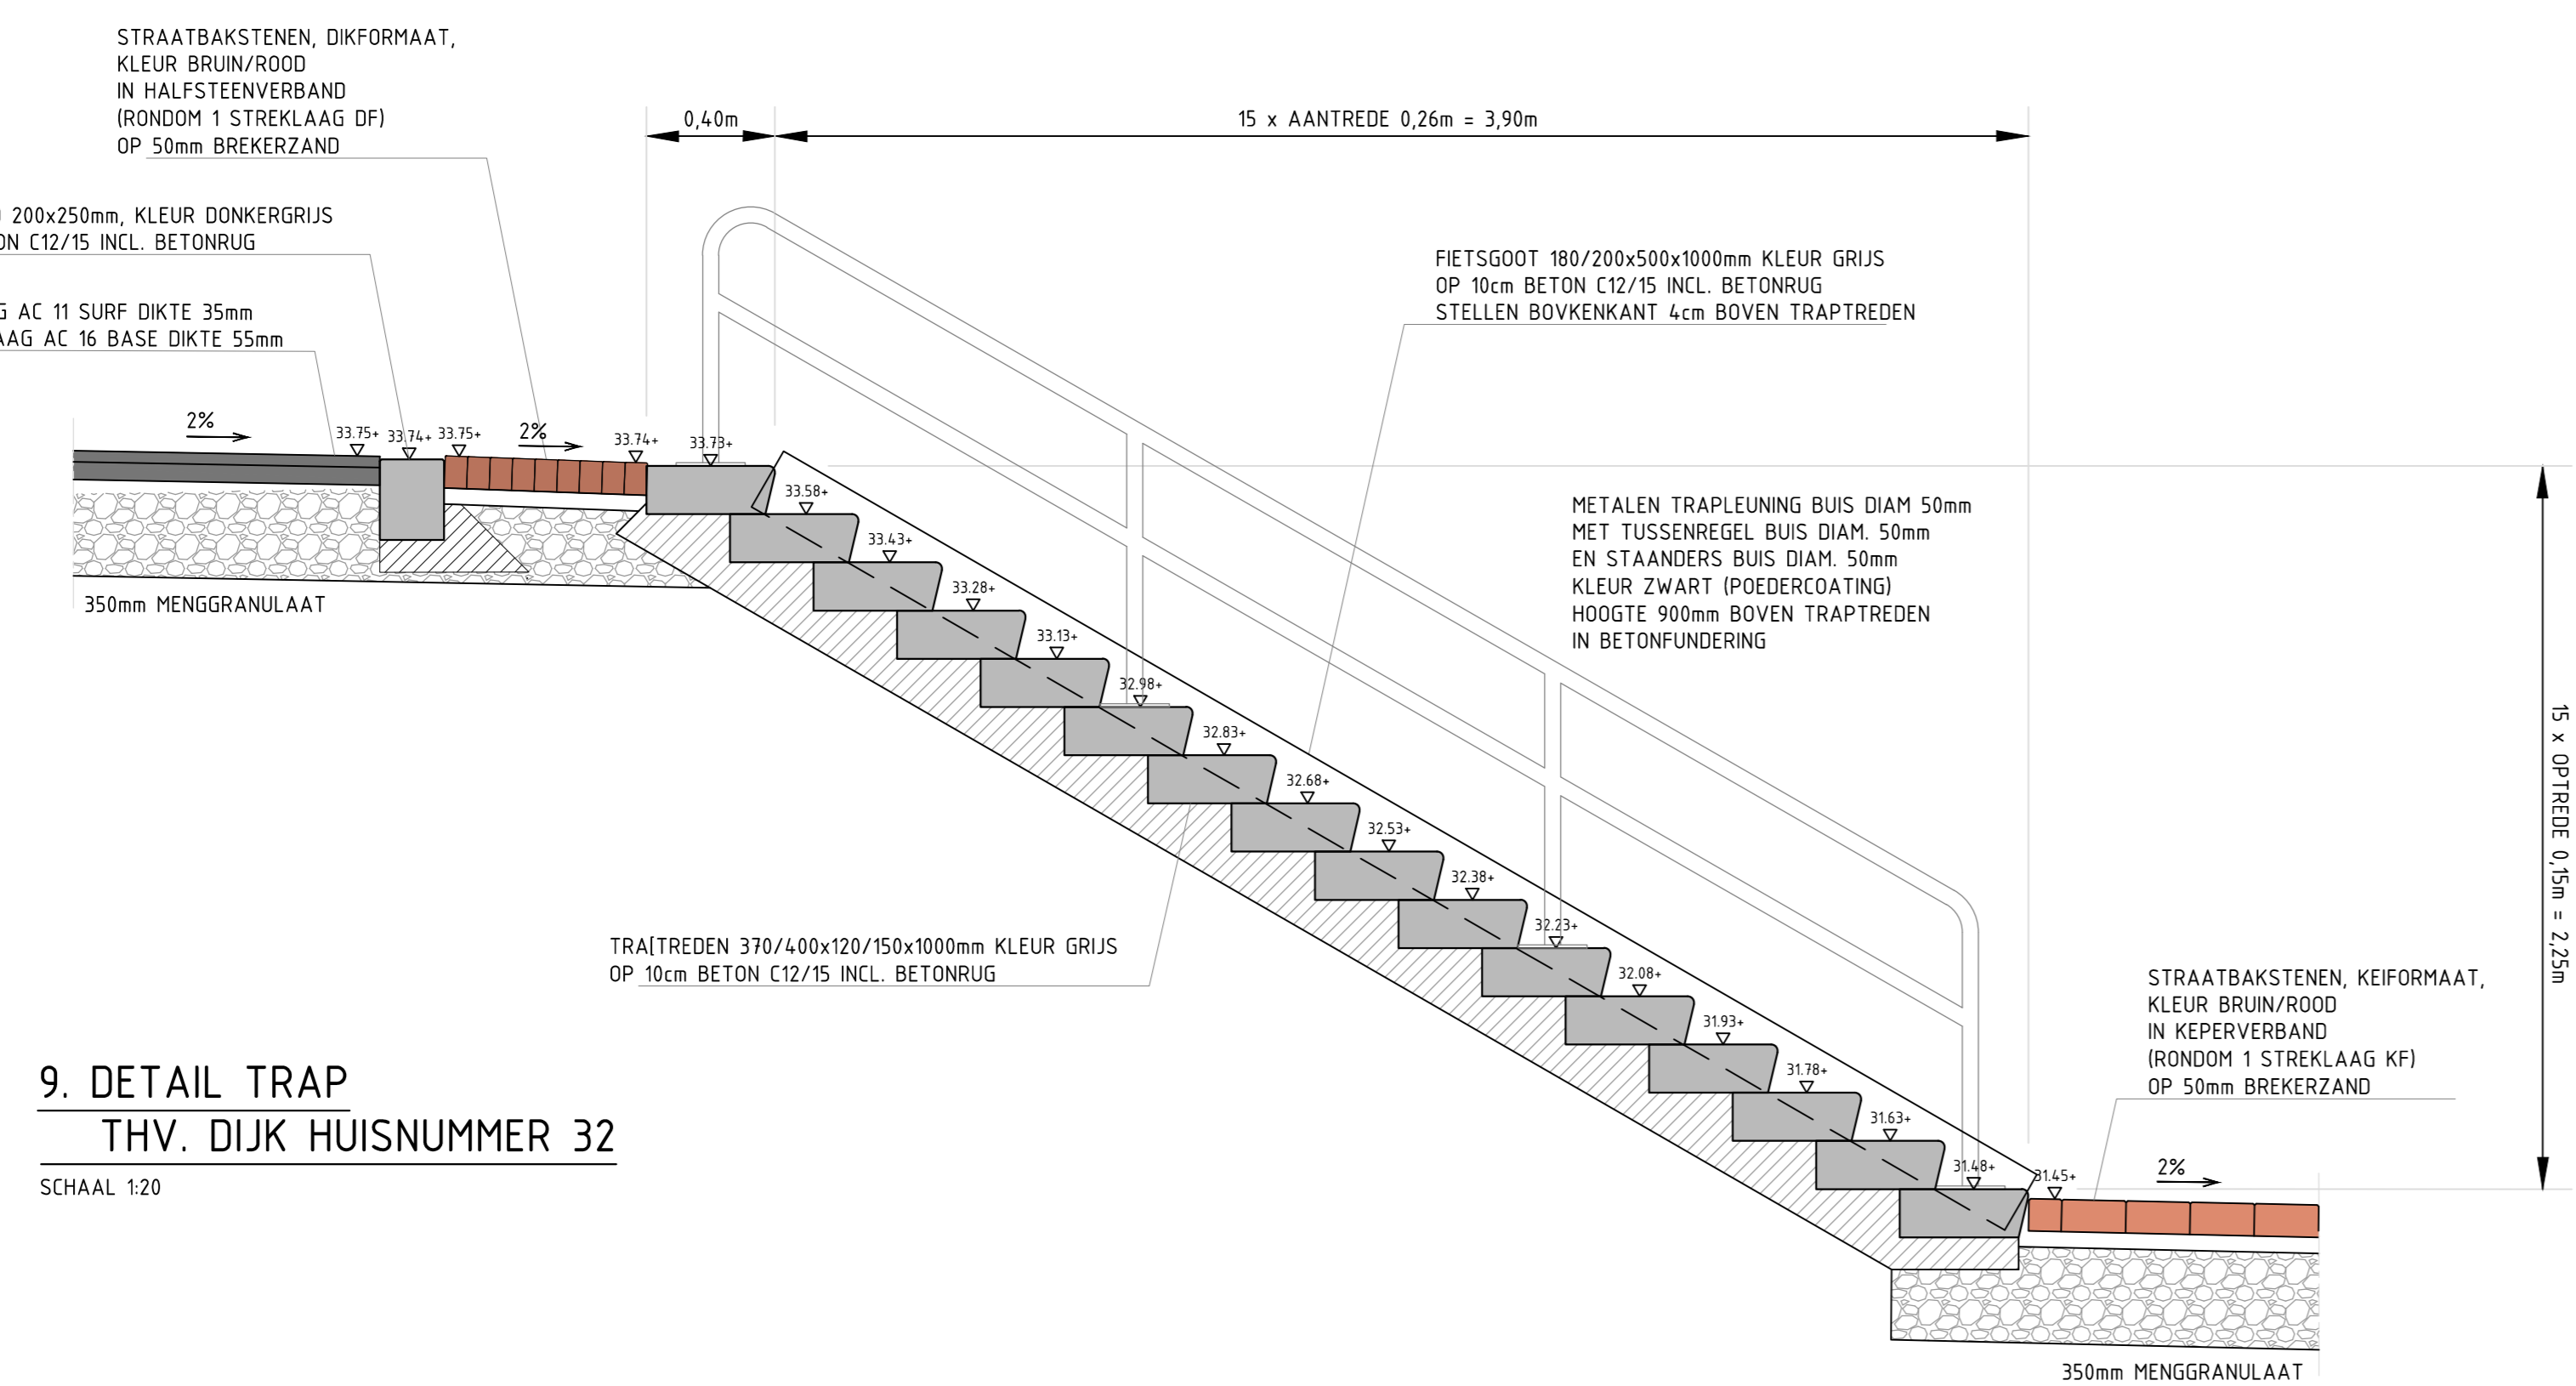 STRAATBAKSTENEN, DIKFORMAAT,
KLEUR BRUIN/ROOD
IN HALFSTEENVERBAND
(RONDOM 1 STREKLAAG DF)
OP 50mm BREKERZAND
0,40m
15 x AANTREDE 0,26m = 3,90m
200x250mm, KLEUR DONKERGRIJS
C12/15 INCL. BETONRUG
AC 11 SURF DIKTE 35mm
AC 16 BASE DIKTE 55mm
FIETSGOOT 180/200x500x1000mm KLEUR GRIJS
OP 10cm BETON C12/15 INCL. BETONRUG
STELLEN BOVKENKANT 4cm BOVEN TRAPTREDEN
2%
33.75+
33.74+
33.75+
2%
33.74+
33.73+
33.58+
33.43+
33.28+
33.13+
32.98+
32.83+
32.68+
32.53+
32.38+
32.23+
32.08+
31.93+
31.78+
31.63+
31.48+
31.45+
2%
350mm MENGGRANULAAT
METALEN TRAPLEUNING BUIS DIAM 50mm
MET TUSSENREGEL BUIS DIAM. 50mm
EN STAANDERS BUIS DIAM. 50mm
KLEUR ZWART (POEDERCOATING)
HOOGTE 900mm BOVEN TRAPTREDEN
IN BETONFUNDERING
15 x OPTREDE 0,15m = 2,25m
TRA[TREDEN 370/400x120/150x1000mm KLEUR GRIJS
OP 10cm BETON C12/15 INCL. BETONRUG
STRAATBAKSTENEN, KEIFORMAAT,
KLEUR BRUIN/ROOD
IN KEPERVERBAND
(RONDOM 1 STREKLAAG KF)
OP 50mm BREKERZAND
9. DETAIL TRAP
THV. DIJK HUISNUMMER 32
SCHAAL 1:20
350mm MENGGRANULAAT